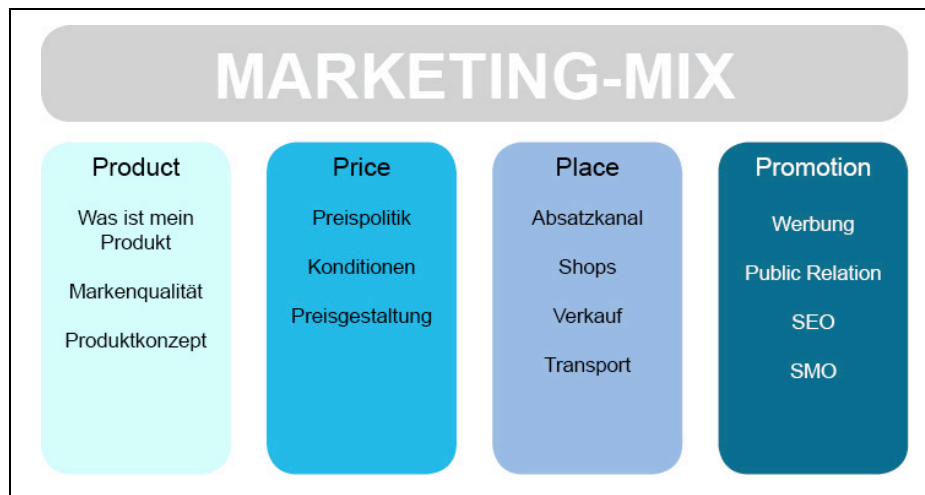 MARKETING-MIX
Product
Was ist mein
Produkt
Markenqualität
Produktkonzept
Price
Preispolitik
Konditionen
Preisgestaltung
Place
Absatzkanal
Shops
Verkauf
Transport
Promotion
Werbung
Public Relation
SEO
SMO